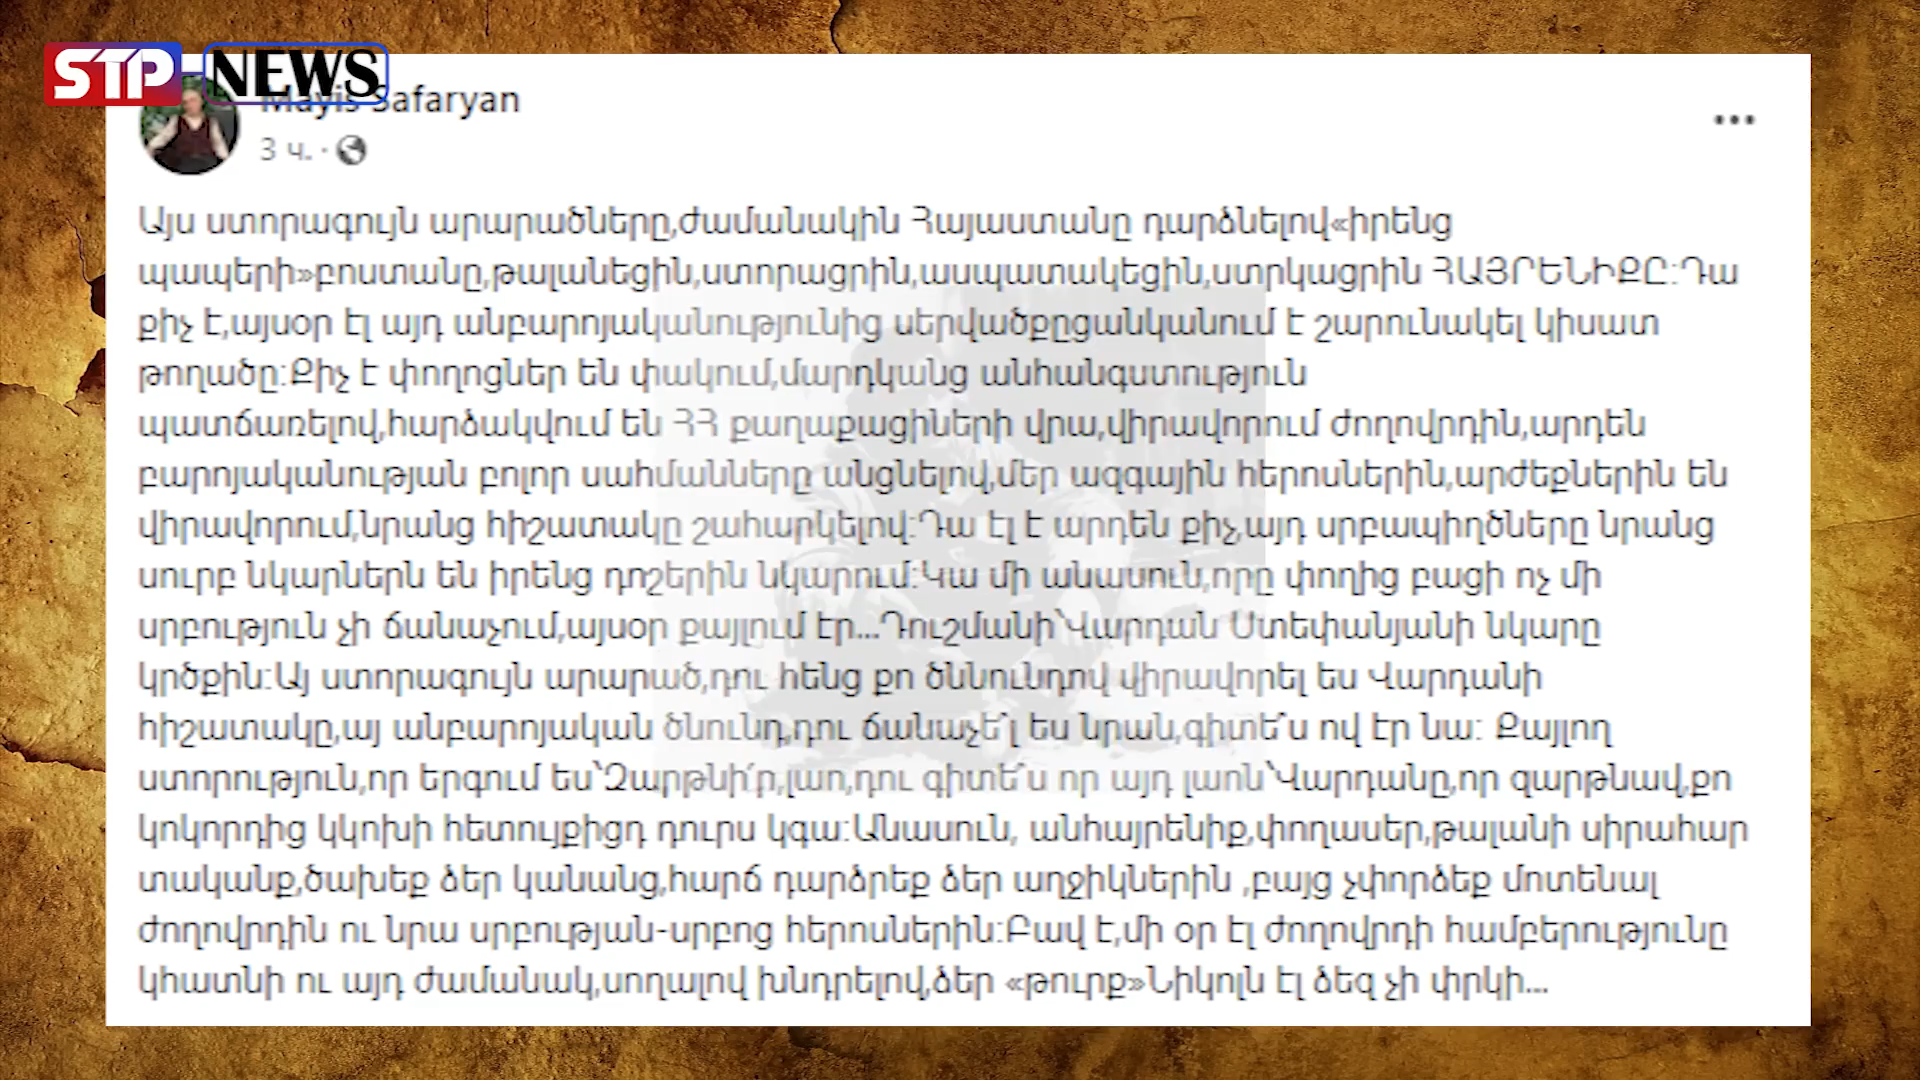 STP-NEWS
Mayis Safaryan
3 ч. ·
Այս ստորագույն արարածները,ժամանակին Հայաստանը դարձնելով«իրենց
պապերի»բոստանը,թալանեցին,ստորացրին,ասպատակեցին,ստրկացրին ՀԱՅՐԵՆԻՔԸ:Դա
քիչ է,այսօր էլ այդ անբարոյականությունից սերվածքըցանկանում է շարունակել կիսատ
թողածը:Քիչ է փողոցներ են փակում,մարդկանց անհանգստություն
պատճառելով,հարձակվում են ՀՀ քաղաքացիների վրա,վիրավորում ժողովրդին,արդեն
բարոյականության բոլոր սահմանները անցնելով,մեր ազգային հերոսներին,արժեքներին են
վիրավորում,նրանց հիշատակը շահարկելով:Դա էլ է արդեն քիչ,այդ սրբապիղծները նրանց
սուրբ նկարներն են իրենց դոշերին նկարում:Կա մի անասուն,որը փողից բացի ոչ մի
սրբություն չի ճանաչում,այսօր քայլում էր...Դուշմանի՝Վարդան Ստեփանյանի նկարը
կրծքին:Այ ստորագույն արարած,դու հենց քո ծննունդով վիրավորել ես Վարդանի
հիշատակը,այ անբարոյական ծնունդ,դու ճանաչե՞լ ես նրան,գիտե՞ս ով էր նա: Քայլող
ստորություն,որ երգում ես՝Զարթնի՛ր,լաո,դու գիտե՞ս որ այդ լաոն՝Վարդանը,որ զարթնավ,քո
կոկորդից կկոխի հետույքիցդ դուրս կգա:Անասուն, անհայրենիք,փողասեր,թալանի սիրահար
տականք,ծախեք ձեր կանանց,հարճ դարձրեք ձեր աղջիկներին ,բայց չփորձեք մոտենալ
ժողովրդին ու նրա սրբության-սրբոց հերոսներին:Բավ է,մի օր էլ ժողովրդի համբերությունը
կհատնի ու այդ ժամանակ,սողալով խնդրելով,ձեր «թուրք»Նիկոլն էլ ձեզ չի փրկի...